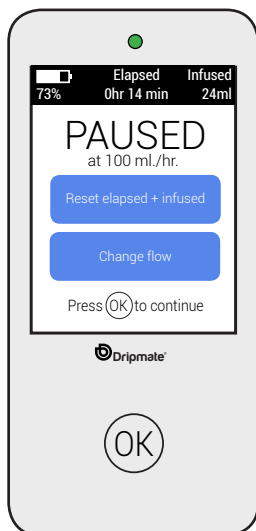 Elapsed Infused
73% 0hr 14 min 24ml
PAUSED
at 100 ml./hr.
Reset elapsed + infused
Change flow
Press OK to continue
Dripmate®
OK